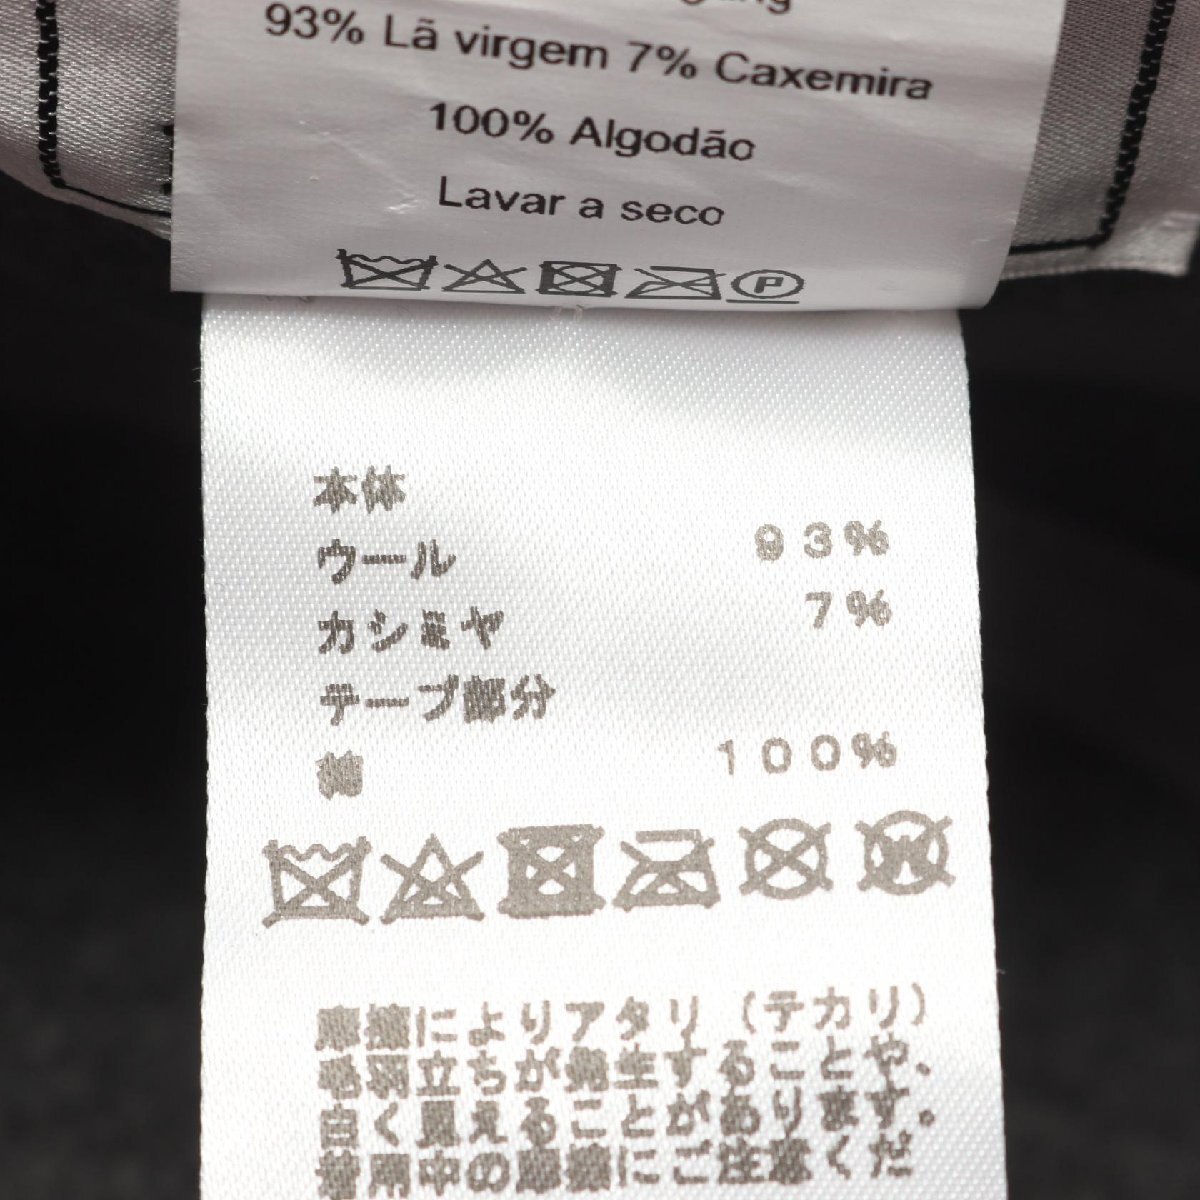 93% Lã virgem 7% Caxemira
100% Algodão
Lavar a seco
P
本体
ウール 93%
カシミヤ 7%
テープ部分
綿 100%
W
摩擦によりアタリ（テカリ）
毛羽立ちが発生することや、
白く見えることがあります。
着用中の摩擦にご注意くだ